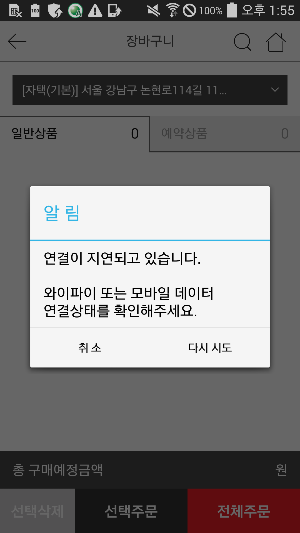 100% 오후 1:55
장바구니
[자택(기본)] 서울 강남구 논현로114길 11...
일반상품 0 예약상품 0
알 림
연결이 지연되고 있습니다.
와이파이 또는 모바일 데이터
연결상태를 확인해주세요.
취소 다시 시도
총 구매예정금액 원
선택삭제 선택주문 전체주문